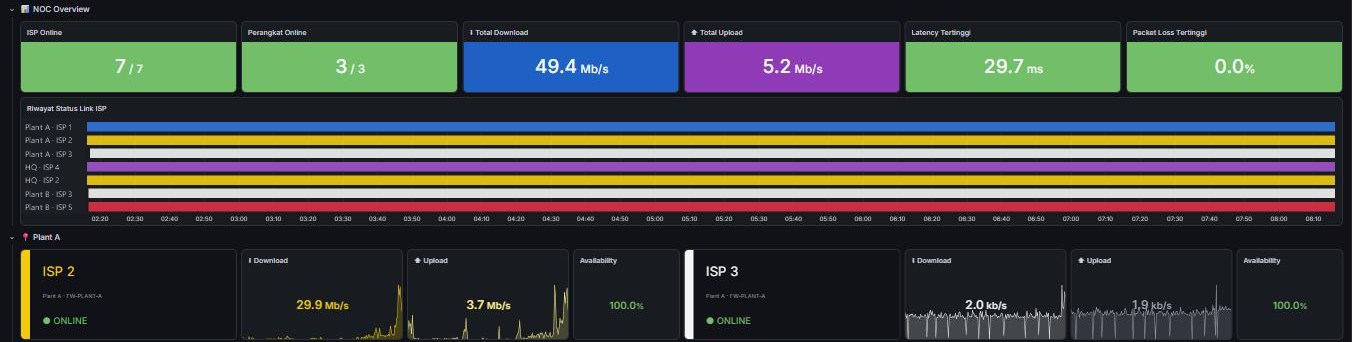 NOC Overview
ISP Online
Perangkat Online
Total Download
Total Upload
Latency Tertinggi
Packet Loss Tertinggi
7 / 7
3 / 3
49.4 Mb/s
5.2 Mb/s
29.7 ms
0.0%
Riwayat Status Link ISP
Plant A - ISP 1
Plant A - ISP 2
Plant A - ISP 3
HQ - ISP 4
HQ - ISP 2
Plant B - ISP 3
Plant B - ISP 5
02:20 02:30 02:40 02:50 03:00 03:10 03:20 03:30 03:40 03:50 04:00 04:10 04:20 04:30 04:40 04:50 05:00 05:10 05:20 05:30 05:40 05:50 06:00 06:10 06:20 06:30 06:40 06:50 07:00 07:10 07:20 07:30 07:40 07:50 08:00 08:10
Plant A
ISP 2
Plant A · FW-PLANT-A
ONLINE
Download
29.9 Mb/s
Upload
3.7 Mb/s
Availability
100.0%
ISP 3
Plant A · FW-PLANT-A
ONLINE
Download
2.0 kb/s
Upload
1.9 kb/s
Availability
100.0%